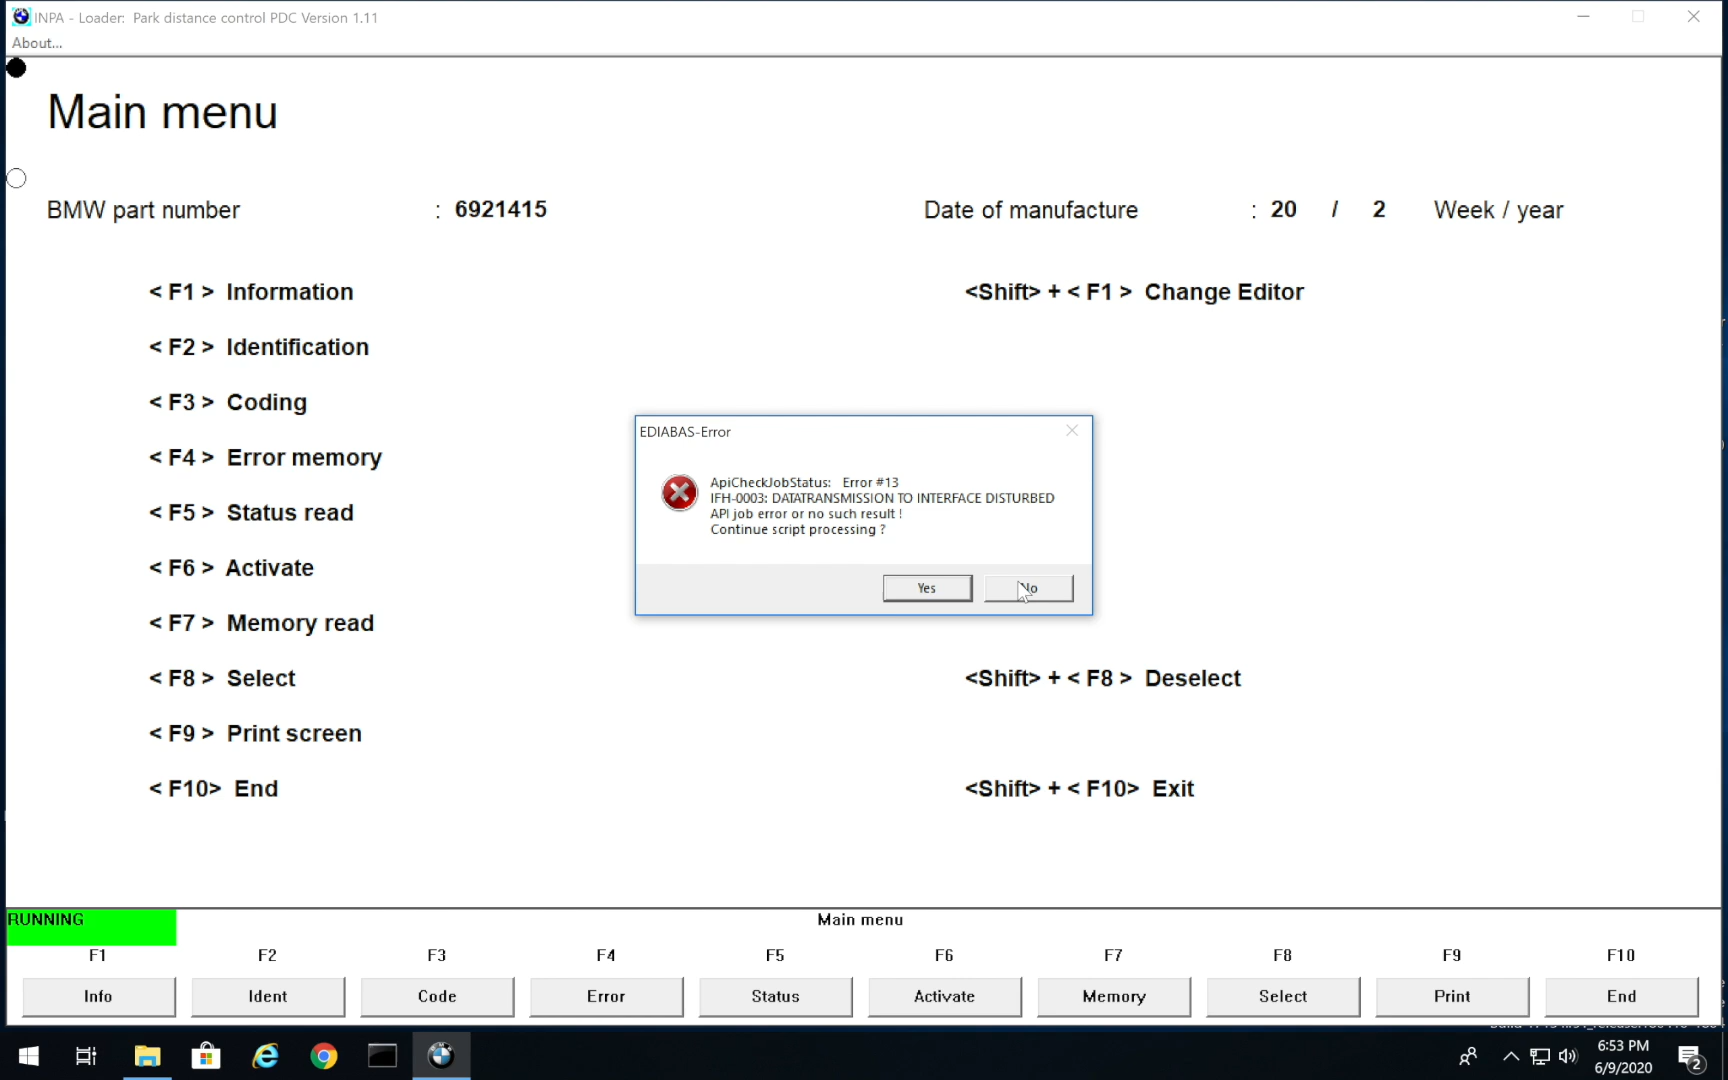 INPA - Loader: Park distance control PDC Version 1.11
About...
Main menu
BMW part number : 6921415 Date of manufacture : 20 / 2 Week / year
< F1 > Information <Shift> + < F1 > Change Editor
< F2 > Identification
< F3 > Coding
< F4 > Error memory
< F5 > Status read
< F6 > Activate
< F7 > Memory read
< F8 > Select <Shift> + < F8 > Deselect
< F9 > Print screen
< F10> End <Shift> + < F10> Exit
EDIABAS-Error
ApiCheckJobStatus: Error #13
IFH-0003: DATATRANSMISSION TO INTERFACE DISTURBED
API job error or no such result !
Continue script processing ?
Yes No
RUNNING Main menu
F1 F2 F3 F4 F5 F6 F7 F8 F9 F10
Info Ident Code Error Status Activate Memory Select Print End
6:53 PM
6/9/2020
2